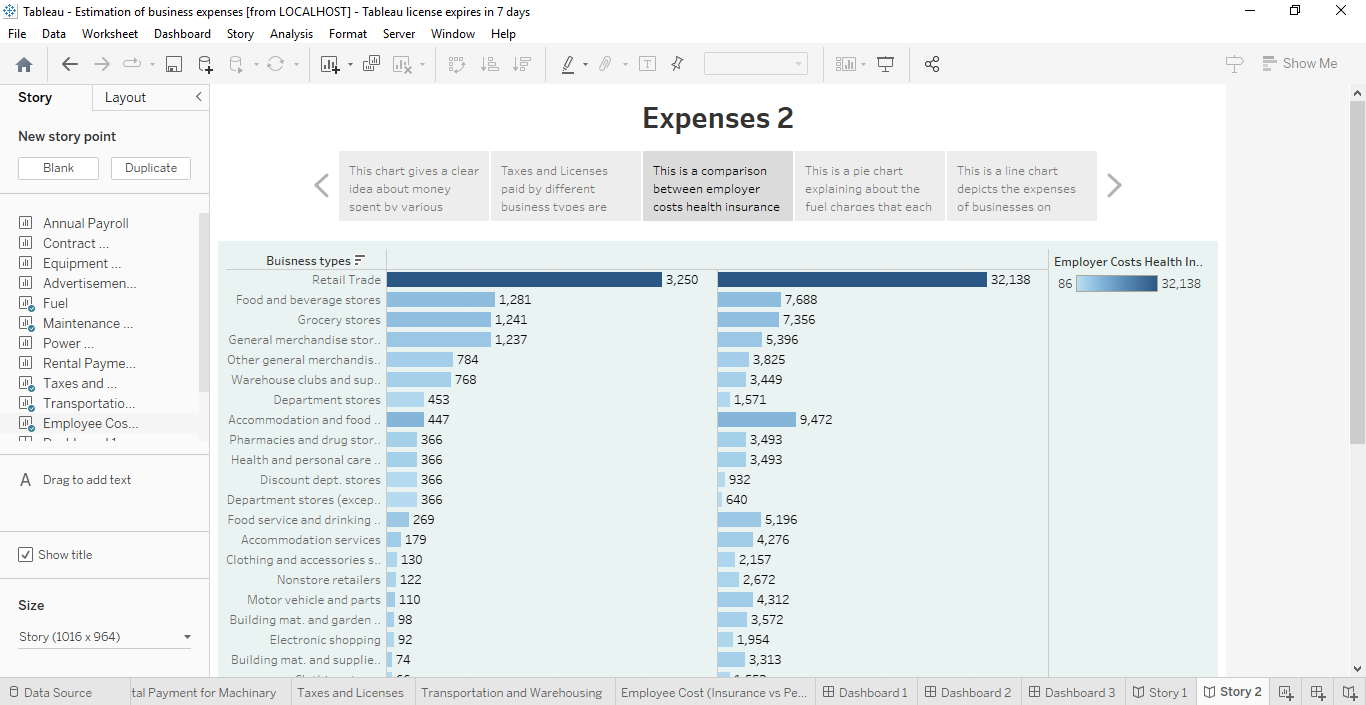 Tableau - Estimation of business expenses [from LOCALHOST] - Tableau license expires in 7 days
File Data Worksheet Dashboard Story Analysis Format Server Window Help
Show Me
Story Layout
New story point
Blank Duplicate
Annual Payroll
Contract ...
Equipment ...
Advertisemen...
Fuel
Maintenance ...
Power ...
Rental Payme...
Taxes and ...
Transportatio...
Employee Cos...
A Drag to add text
Show title
Size
Story (1016 x 964)
Expenses 2
This chart gives a clear
idea about money
spent by various
Taxes and Licenses
paid by different
business types are
This is a comparison
between employer
costs health insurance
This is a pie chart
explaining about the
fuel charges that each
This is a line chart
depicts the expenses
of businesses on
Buisness types
Retail Trade 3,250 32,138
Food and beverage stores 1,281 7,688
Grocery stores 1,241 7,356
General merchandise stor.. 1,237 5,396
Other general merchandis.. 784 3,825
Warehouse clubs and sup.. 768 3,449
Department stores 453 1,571
Accommodation and food .. 447 9,472
Pharmacies and drug stor.. 366 3,493
Health and personal care .. 366 3,493
Discount dept. stores 366 932
Department stores (excep.. 366 640
Food service and drinking .. 269 5,196
Accommodation services 179 4,276
Clothing and accessories s.. 130 2,157
Nonstore retailers 122 2,672
Motor vehicle and parts 110 4,312
Building mat. and garden .. 98 3,572
Electronic shopping 92 1,954
Building mat. and supplie.. 74 3,313
Employer Costs Health In..
86 32,138
Data Source tal Payment for Machinary Taxes and Licenses Transportation and Warehousing Employee Cost (Insurance vs Pe... Dashboard 1 Dashboard 2 Dashboard 3 Story 1 Story 2